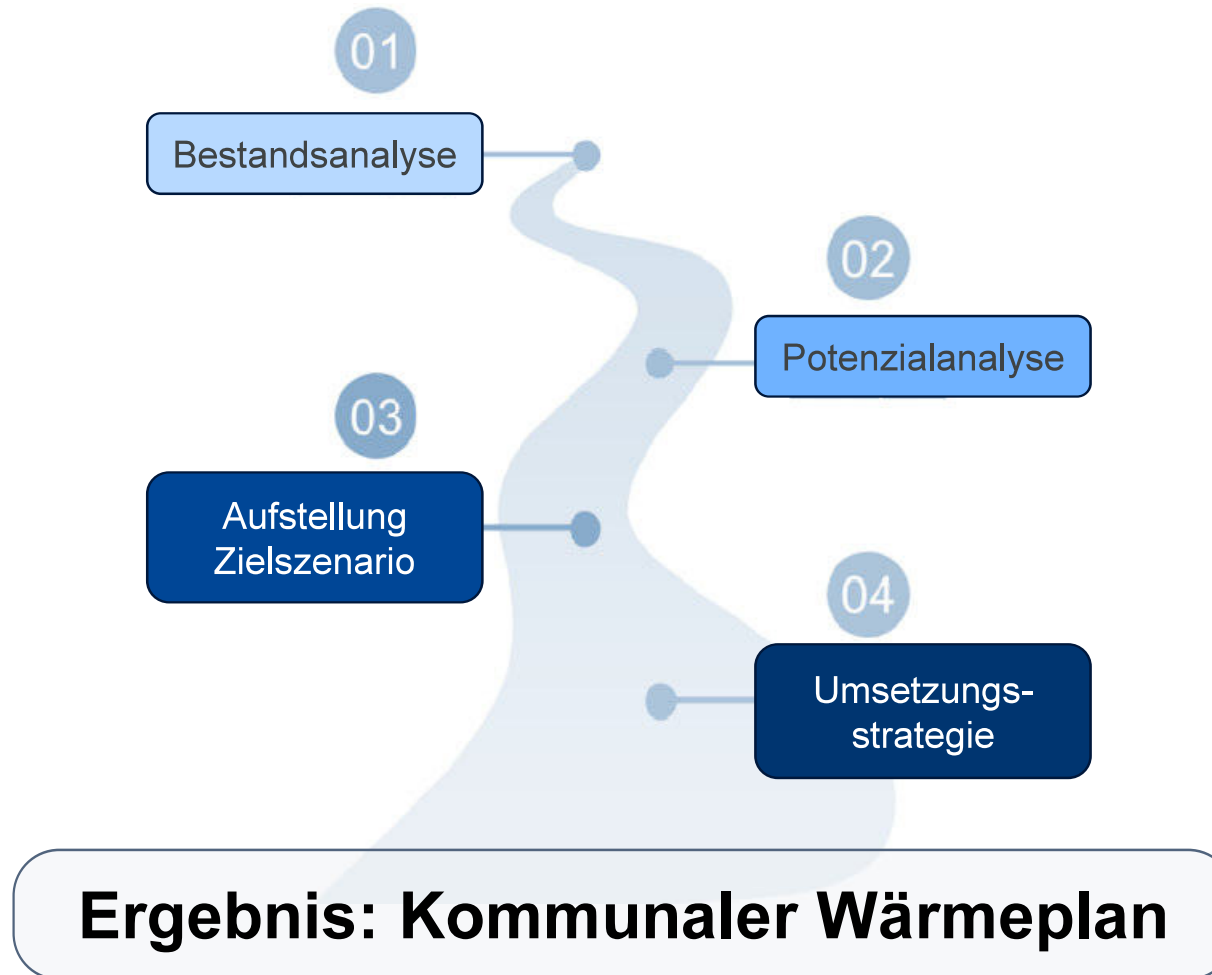 01
Bestandsanalyse
02
Potenzialanalyse
03
Aufstellung
Zielszenario
04
Umsetzungs-
strategie
Ergebnis: Kommunaler Wärmeplan